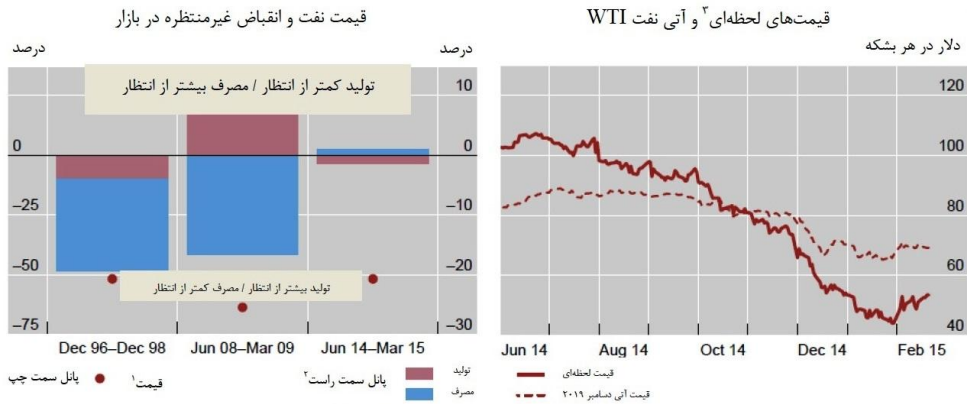 قیمت نفت و انقباض غیرمنتظره در بازار
درصد
درصد
تولید کمتر از انتظار / مصرف بیشتر از انتظار
10
0
0
−25
−10
−50
−20
−75
−30
تولید بیشتر از انتظار / مصرف کمتر از انتظار
Dec 96–Dec 98
Jun 08–Mar 09
Jun 14–Mar 15
پانل سمت راست۲
تولید
مصرف
پانل سمت چپ
قیمت۱
قیمت‌های لحظه‌ای۳ و آتی نفت WTI
دلار در هر بشکه
120
100
80
60
40
Jun 14
Aug 14
Oct 14
Dec 14
Feb 15
قیمت لحظه‌ای
قیمت آتی دسامبر ۲۰۱۹